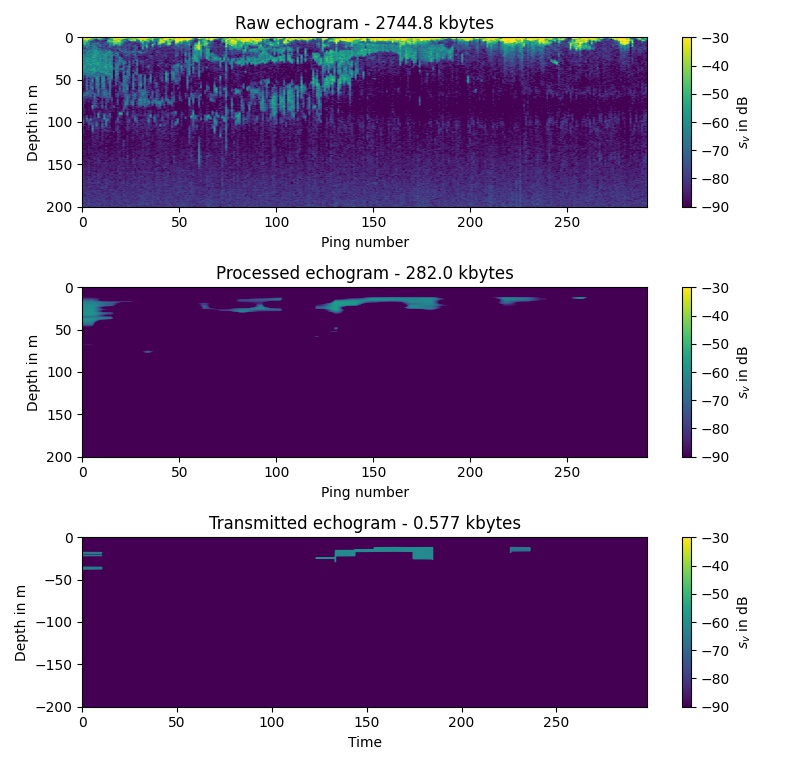 Raw echogram - 2744.8 kbytes
0
50
100
150
200
Depth in m
0 50 100 150 200 250
Ping number
−30
−40
−50
−60
−70
−80
−90
sv in dB
Processed echogram - 282.0 kbytes
0
50
100
150
200
Depth in m
0 50 100 150 200 250
Ping number
−30
−40
−50
−60
−70
−80
−90
sv in dB
Transmitted echogram - 0.577 kbytes
0
−50
−100
−150
−200
Depth in m
0 50 100 150 200 250
Time
−30
−40
−50
−60
−70
−80
−90
sv in dB